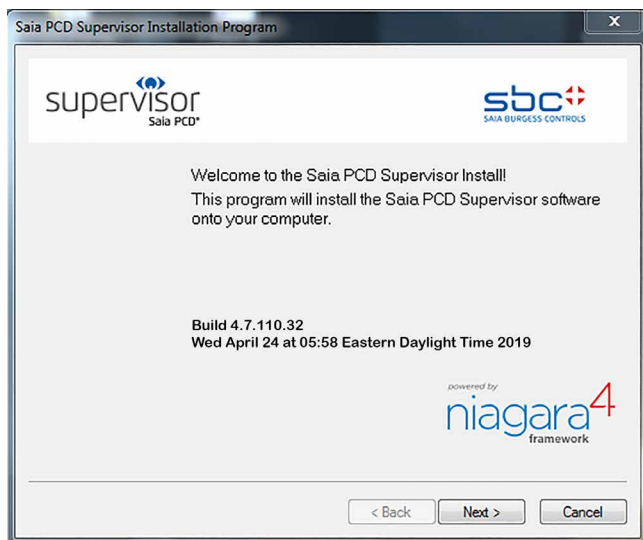 Saia PCD Supervisor Installation Program
X
supervisor
Saia PCD®
sbc
SAIA BURGESS CONTROLS
Welcome to the Saia PCD Supervisor Install!
This program will install the Saia PCD Supervisor software
onto your computer.
Build 4.7.110.32
Wed April 24 at 05:58 Eastern Daylight Time 2019
powered by
niagara4
framework
< Back Next > Cancel